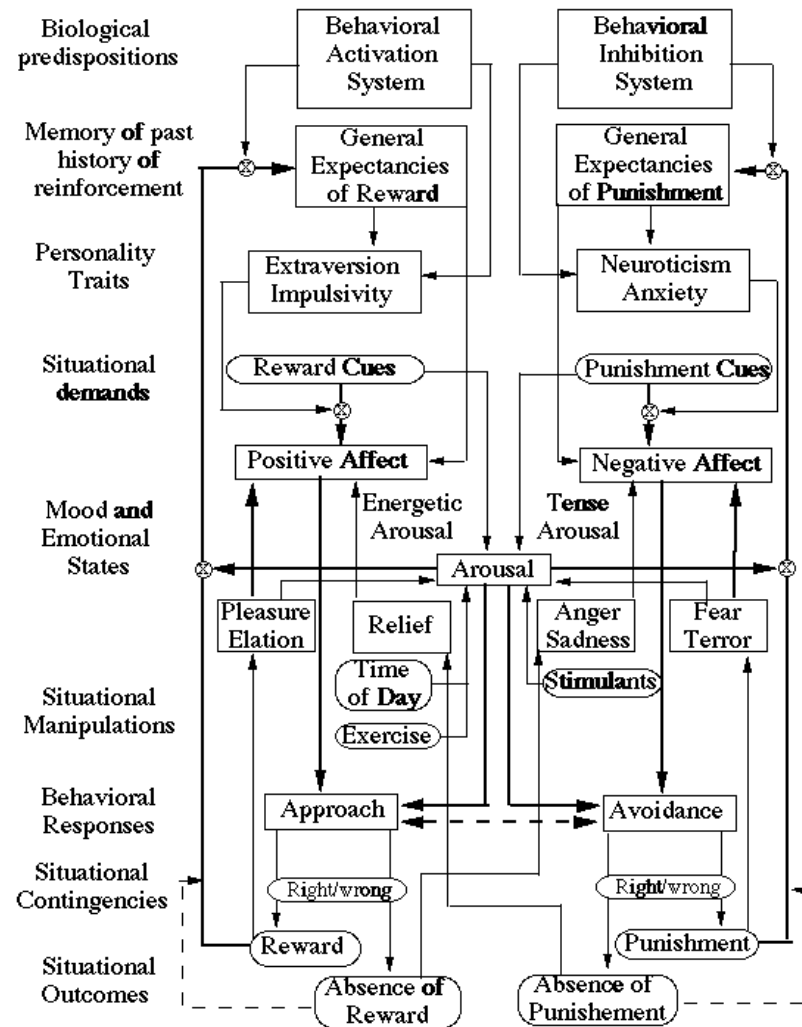 Biological
predispositions
Behavioral
Activation
System
Behavioral
Inhibition
System
Memory of past
history of
reinforcement
General
Expectancies
of Reward
General
Expectancies
of Punishment
Personality
Traits
Extraversion
Impulsivity
Neuroticism
Anxiety
Situational
demands
Reward Cues
Punishment Cues
Positive Affect
Negative Affect
Mood and
Emotional
States
Energetic
Arousal
Tense
Arousal
Arousal
Pleasure
Elation
Relief
Anger
Sadness
Fear
Terror
Situational
Manipulations
Time
of Day
Stimulants
Exercise
Behavioral
Responses
Approach
Avoidance
Situational
Contingencies
Right/wrong
Right/wrong
Situational
Outcomes
Reward
Punishment
Absence of
Reward
Absence of
Punishement